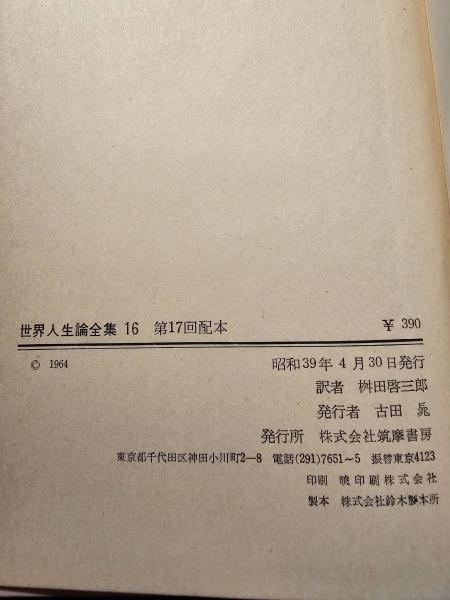 世界人生論全集 16 第17回配本 ¥ 390
© 1964 昭和39年4月30日発行
訳者 桝田啓三郎
発行者 古田 晁
発行所 株式会社筑摩書房
東京都千代田区神田小川町2―8 電話(291)7651~5 振替東京4123
印刷 暁印刷株式会社
製本 株式会社鈴木製本所